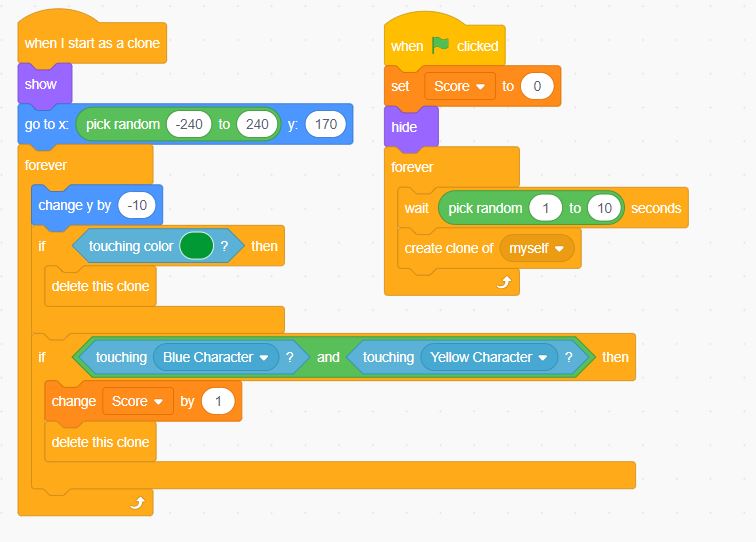 when I start as a clone
show
go to x: pick random -240 to 240 y: 170
forever
change y by -10
if touching color ? then
delete this clone
if touching Blue Character ? and touching Yellow Character ? then
change Score by 1
delete this clone
when clicked
set Score to 0
hide
forever
wait pick random 1 to 10 seconds
create clone of myself